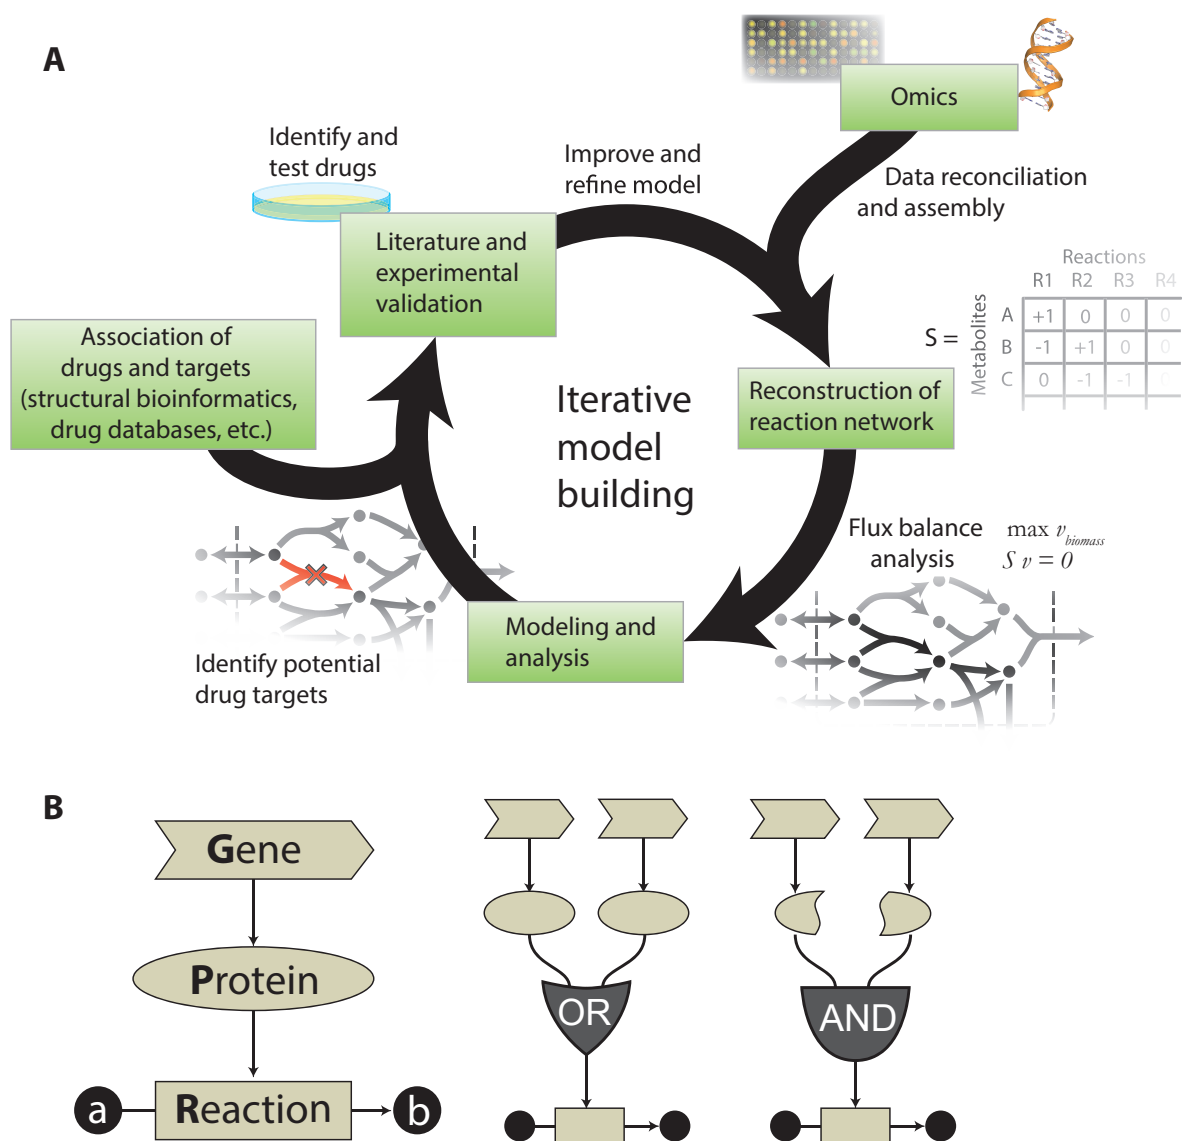 A
Omics
Identify and
test drugs
Improve and
refine model
Data reconciliation
and assembly
Literature and
experimental
validation
Association of
drugs and targets
(structural bioinformatics,
drug databases, etc.)
Iterative
model
building
Reactions
R1 R2 R3 R4
Metabolites
S =
A +1 0 0 0
B -1 +1 0 0
C 0 -1 -1 0
Reconstruction of
reaction network
Flux balance
analysis
max v biomass
S v = 0
Modeling and
analysis
Identify potential
drug targets
B
Gene
Protein
a Reaction b
OR
AND